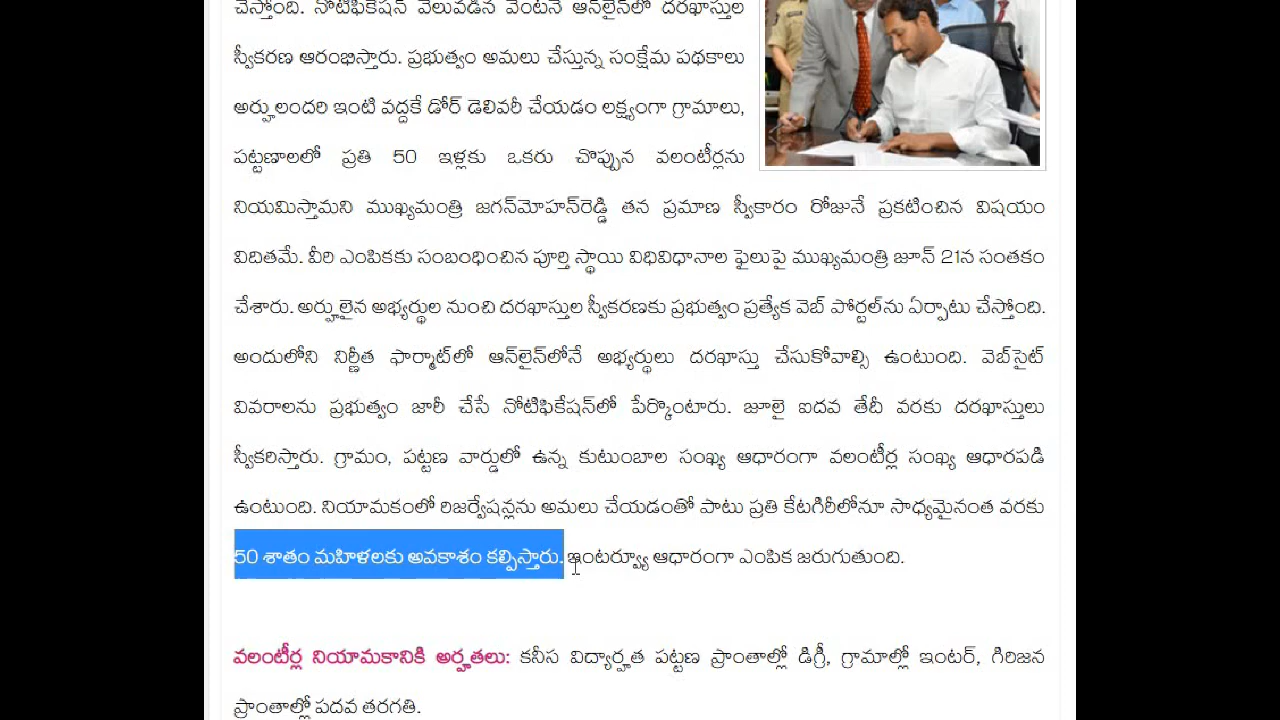 చేస్తోంది. నోటిఫికేషన్ వెలువడిన వెంటనే ఆన్‌లైన్‌లో దరఖాస్తుల
స్వీకరణ ఆరంభిస్తారు. ప్రభుత్వం అమలు చేస్తున్న సంక్షేమ పథకాలు
అర్హులందరి ఇంటి వద్దకే డోర్ డెలివరీ చేయడం లక్ష్యంగా గ్రామాలు,
పట్టణాలలో ప్రతి 50 ఇళ్లకు ఒకరు చొప్పున వలంటీర్లను
నియమిస్తామని ముఖ్యమంత్రి జగన్‌మోహన్‌రెడ్డి తన ప్రమాణ స్వీకారం రోజునే ప్రకటించిన విషయం
విదితమే. వీరి ఎంపికకు సంబంధించిన పూర్తి స్థాయి విధివిధానాల ఫైలుపై ముఖ్యమంత్రి జూన్ 21న సంతకం
చేశారు. అర్హులైన అభ్యర్థుల నుంచి దరఖాస్తుల స్వీకరణకు ప్రభుత్వం ప్రత్యేక వెబ్ పోర్టల్‌ను ఏర్పాటు చేస్తోంది.
అందులోని నిర్ణీత ఫార్మాట్‌లో ఆన్‌లైన్‌లోనే అభ్యర్థులు దరఖాస్తు చేసుకోవాల్సి ఉంటుంది. వెబ్‌సైట్
వివరాలను ప్రభుత్వం జారీ చేసే నోటిఫికేషన్‌లో పేర్కొంటారు. జూలై ఐదవ తేదీ వరకు దరఖాస్తులు
స్వీకరిస్తారు. గ్రామం, పట్టణ వార్డులో ఉన్న కుటుంబాల సంఖ్య ఆధారంగా వలంటీర్ల సంఖ్య ఆధారపడి
ఉంటుంది. నియామకంలో రిజర్వేషన్లను అమలు చేయడంతో పాటు ప్రతి కేటగిరీలోనూ సాధ్యమైనంత వరకు
50 శాతం మహిళలకు అవకాశం కల్పిస్తారు. ఇంటర్వ్యూ ఆధారంగా ఎంపిక జరుగుతుంది.
వలంటీర్ల నియామకానికి అర్హతలు: కనీస విద్యార్హత పట్టణ ప్రాంతాల్లో డిగ్రీ, గ్రామాల్లో ఇంటర్, గిరిజన
ప్రాంతాల్లో పదవ తరగతి.